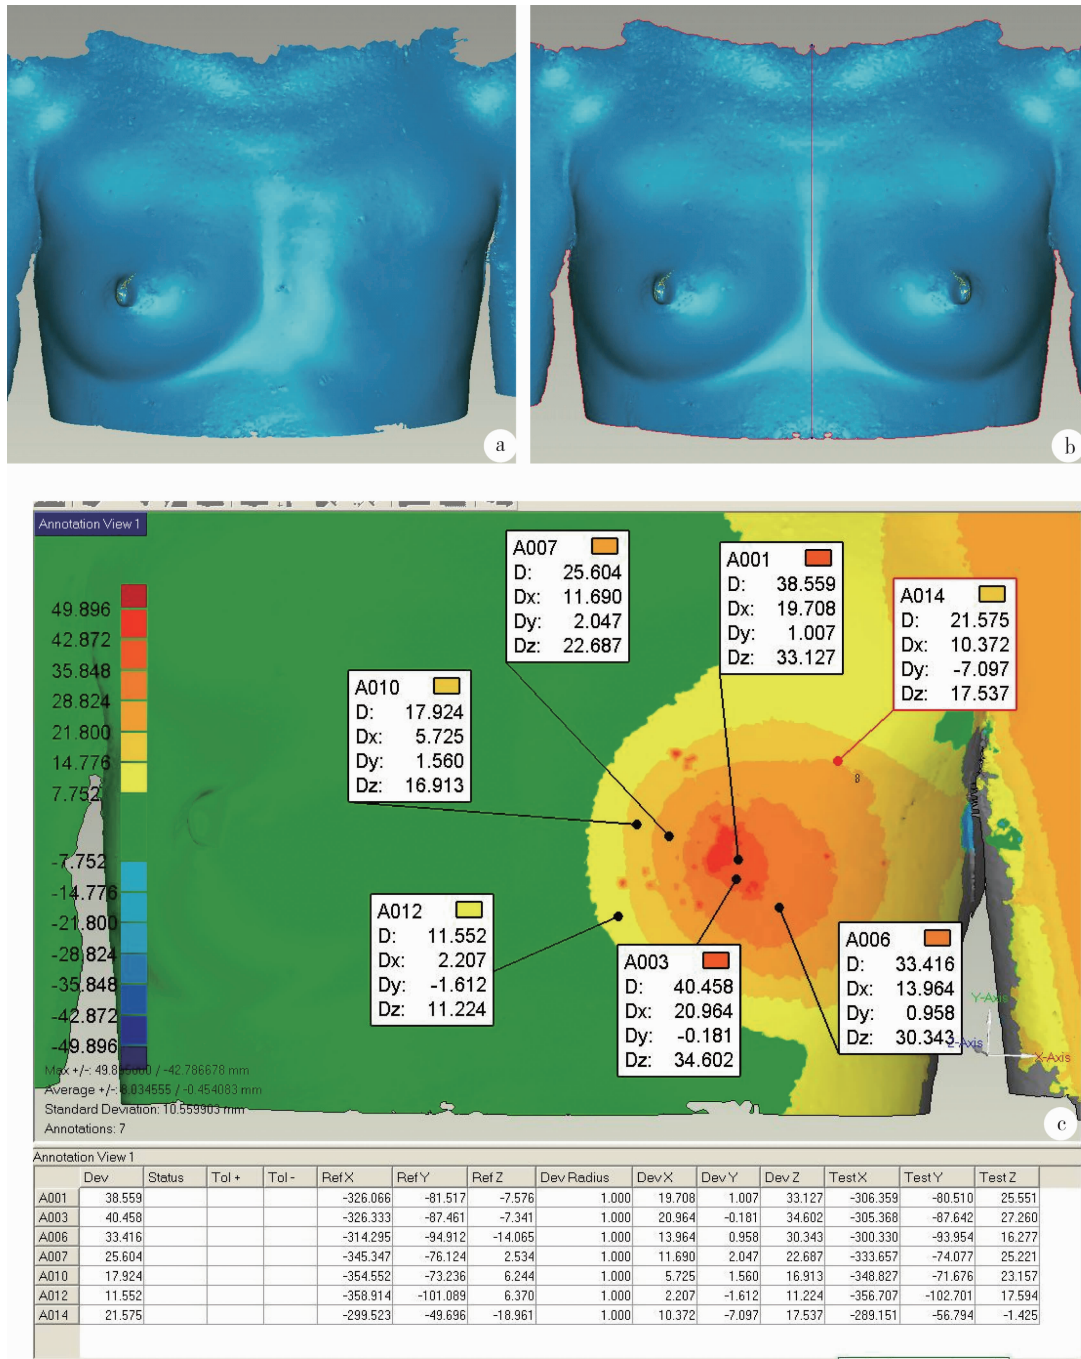 a
b
Annotation View 1
49.896
42.872
35.848
28.824
21.800
14.776
7.752
-7.752
-14.776
-21.800
-28.824
-35.848
-42.872
-49.896
A007
D: 25.604
Dx: 11.690
Dy: 2.047
Dz: 22.687
A001
D: 38.559
Dx: 19.708
Dy: 1.007
Dz: 33.127
A014
D: 21.575
Dx: 10.372
Dy: -7.097
Dz: 17.537
A010
D: 17.924
Dx: 5.725
Dy: 1.560
Dz: 16.913
8
A012
D: 11.552
Dx: 2.207
Dy: -1.612
Dz: 11.224
A003
D: 40.458
Dx: 20.964
Dy: -0.181
Dz: 34.602
A006
D: 33.416
Dx: 13.964
Dy: 0.958
Dz: 30.343
Y-Axis
Z-Axis
X-Axis
Max +/-: / -42.786678 mm
Average +/-: / -0.454083 mm
Standard Deviation: 10.559903 mm
Annotations: 7
c
Annotation View 1
Dev Status Tol + Tol - Ref X Ref Y Ref Z Dev Radius Dev X Dev Y Dev Z Test X Test Y Test Z
A001 38.559 -326.066 -81.517 -7.576 1.000 19.708 1.007 33.127 -306.359 -80.510 25.551
A003 40.458 -326.333 -87.461 -7.341 1.000 20.964 -0.181 34.602 -305.368 -87.642 27.260
A006 33.416 -314.295 -94.912 -14.065 1.000 13.964 0.958 30.343 -300.330 -93.954 16.277
A007 25.604 -345.347 -76.124 2.534 1.000 11.690 2.047 22.687 -333.657 -74.077 25.221
A010 17.924 -354.552 -73.236 6.244 1.000 5.725 1.560 16.913 -348.827 -71.676 23.157
A012 11.552 -358.914 -101.089 6.370 1.000 2.207 -1.612 11.224 -356.707 -102.701 17.594
A014 21.575 -299.523 -49.696 -18.961 1.000 10.372 -7.097 17.537 -289.151 -56.794 -1.425